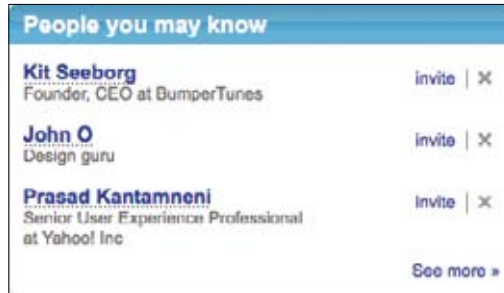 People you may know
Kit Seeborg
invite | ×
Founder, CEO at BumperTunes
John O
invite | ×
Design guru
Prasad Kantamneni
invite | ×
Senior User Experience Professional
at Yahoo! Inc
See more »